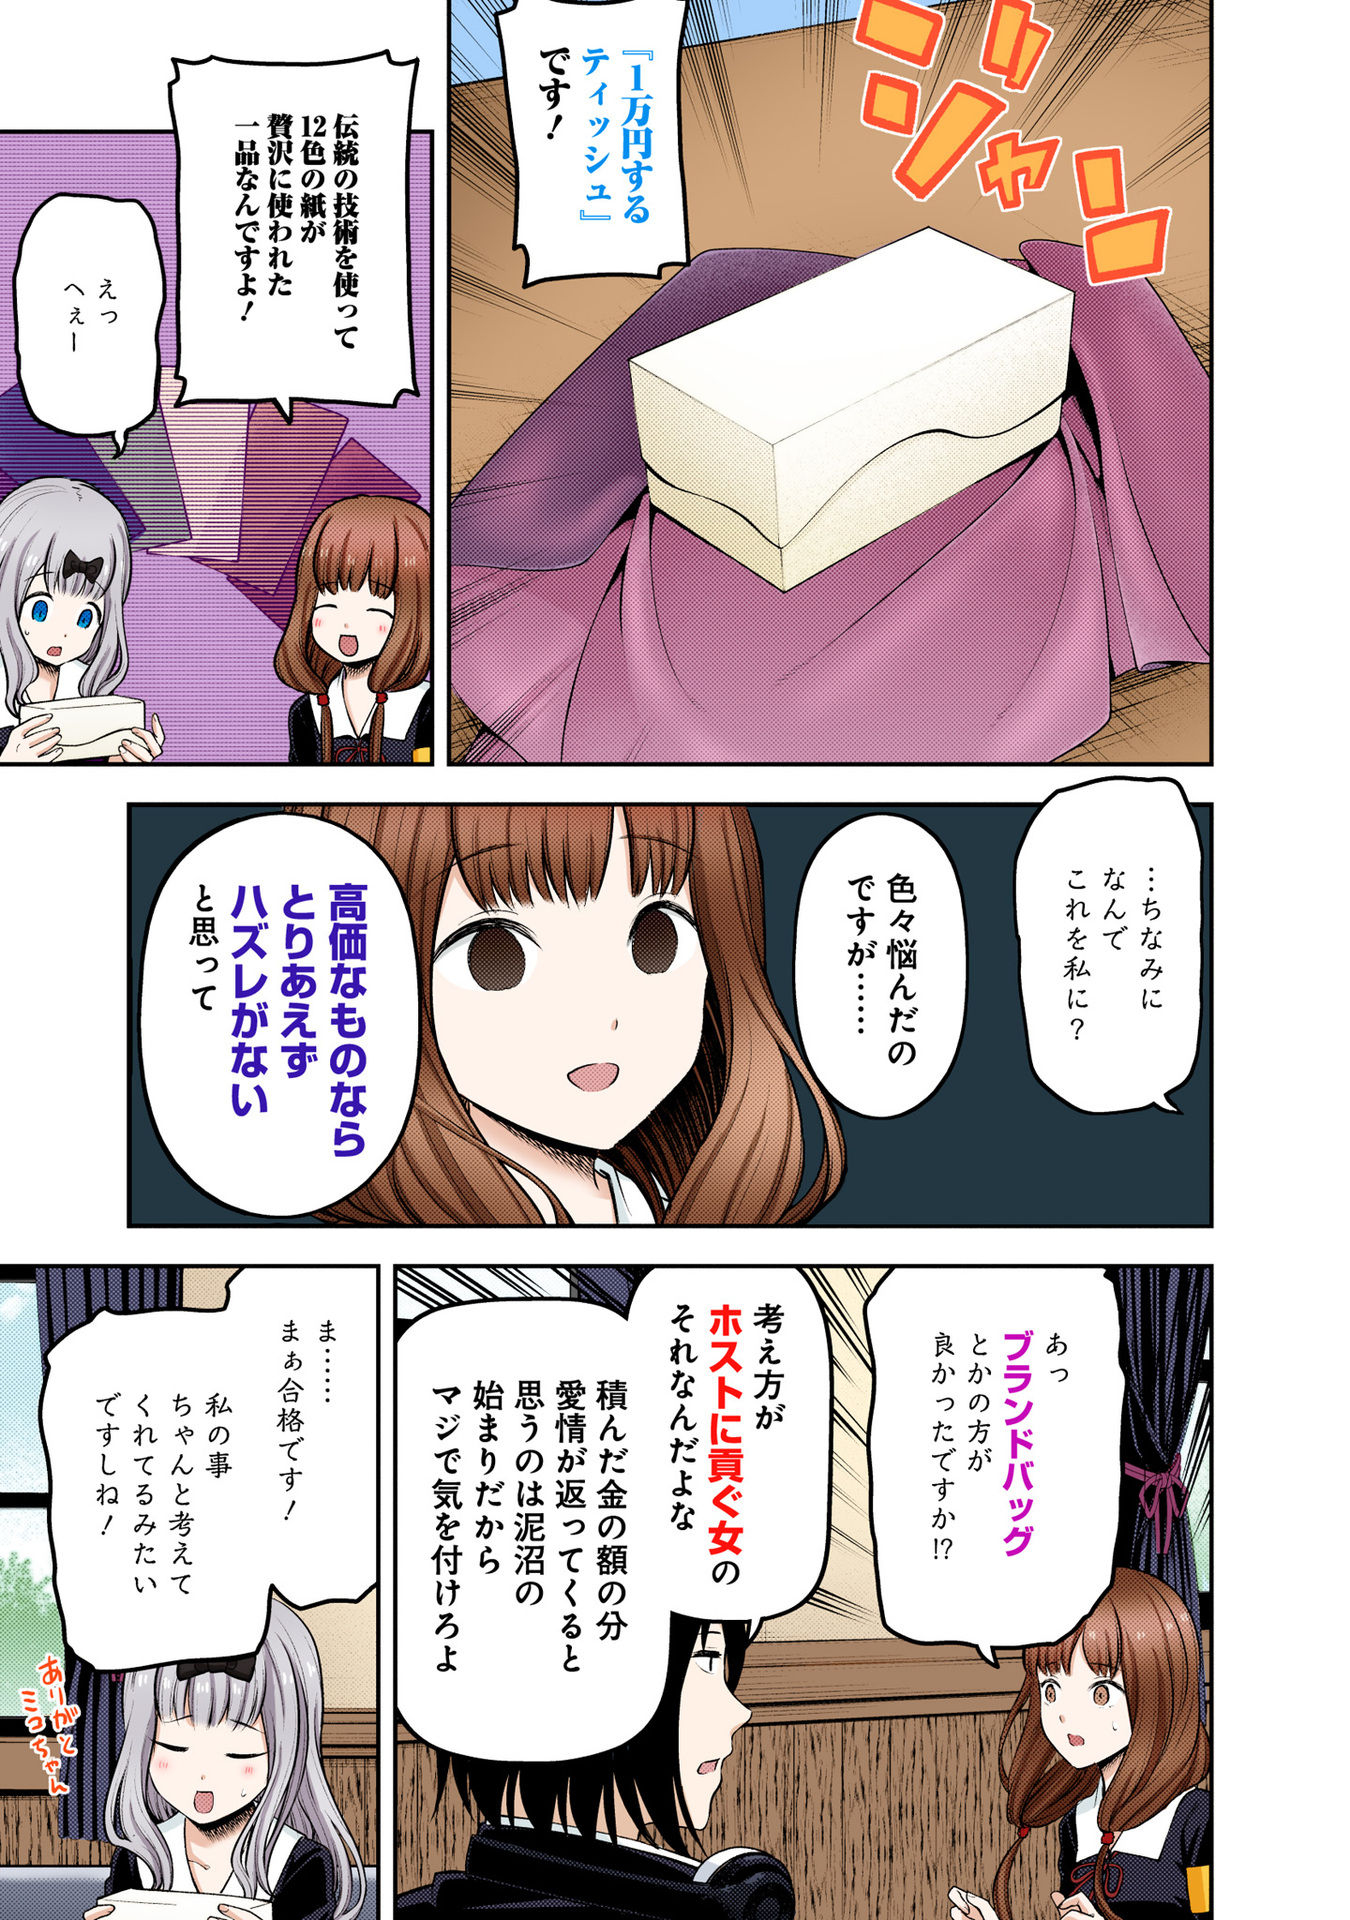 ジャン
『1万円する
ティッシュ』
です!
伝統の技術を使って
12色の紙が
贅沢に使われた
一品なんですよ!
えっ
へぇー
…ちなみに
なんで
これを私に?
色々悩んだの
ですが……
高価なものなら
とりあえず
ハズレがない
と思って
あっ
ブランドバッグ
とかの方が
良かったですか!?
考え方が
ホストに貢ぐ女の
それなんだよな
積んだ金の額の分
愛情が返ってくると
思うのは泥沼の
始まりだから
マジで気を付けろよ
ま……
まぁ合格です!
私の事
ちゃんと考えて
くれてるみたい
ですしね!
ありがと
ミコちゃん